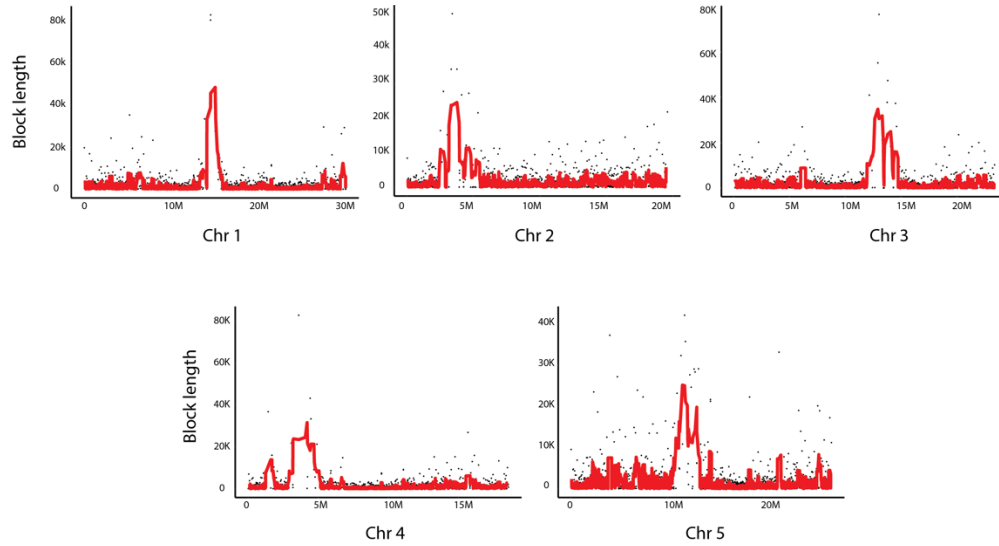 Block length
80k
60k
40k
20k
0
0 10M 20M 30M
Chr 1
50K
40K
30K
20K
10K
0
0 5M 10M 15M 20M
Chr 2
80K
60K
40K
20K
0
0 5M 10M 15M 20M
Chr 3
Block length
80K
60K
40K
20K
0
0 5M 10M 15M
Chr 4
40K
30K
20K
10K
0
0 10M 20M
Chr 5